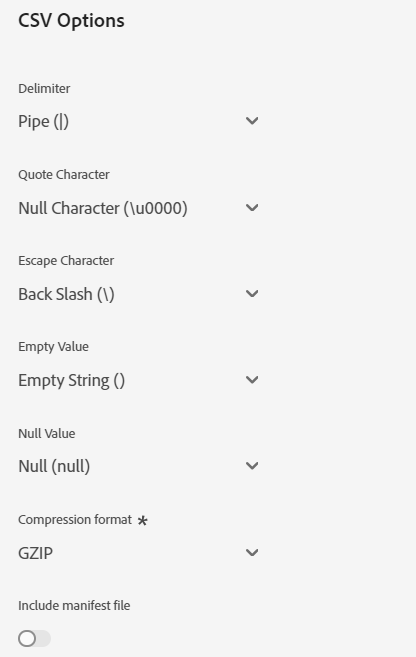 CSV Options
Delimiter
Pipe (|)
Quote Character
Null Character (\u0000)
Escape Character
Back Slash (\)
Empty Value
Empty String ()
Null Value
Null (null)
Compression format *
GZIP
Include manifest file